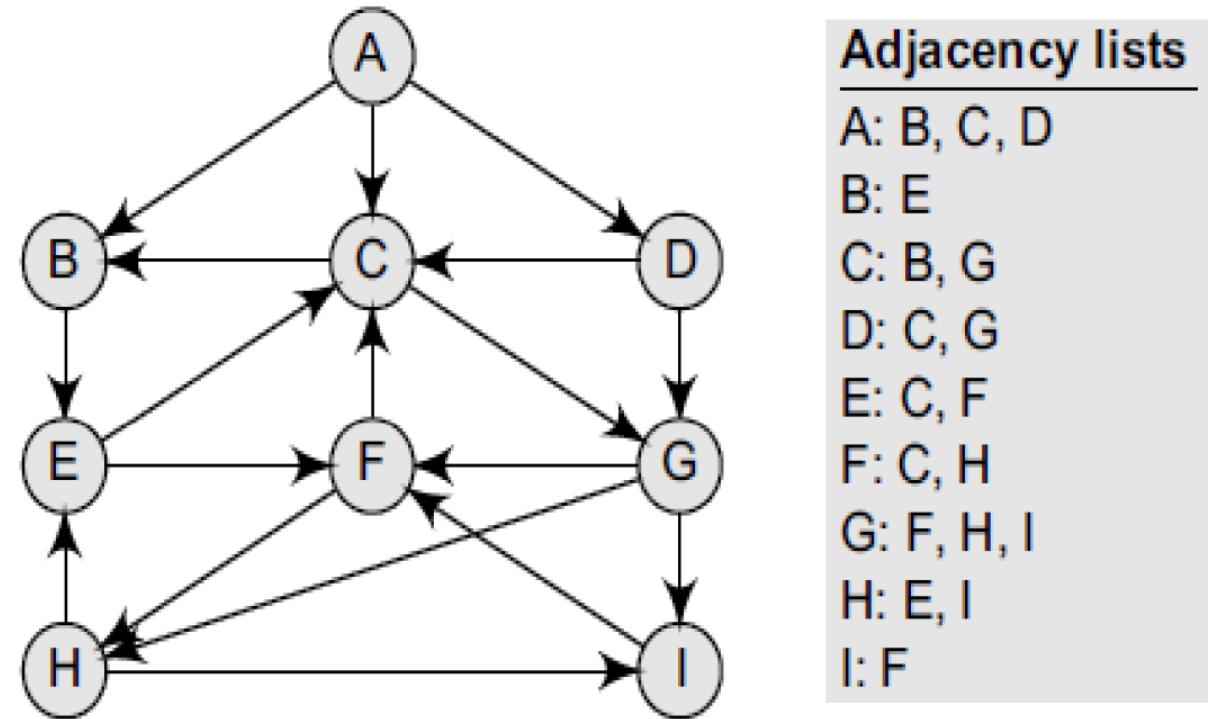 A
B
C
D
E
F
G
H
I
Adjacency lists
A: B, C, D
B: E
C: B, G
D: C, G
E: C, F
F: C, H
G: F, H, I
H: E, I
I: F